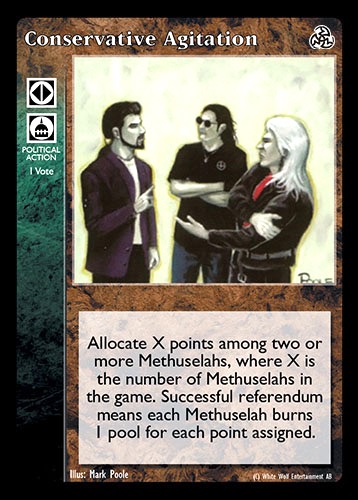 Conservative Agitation
POLITICAL
ACTION
1 Vote
POOLE
Allocate X points among two or
more Methuselahs, where X is
the number of Methuselahs in
the game. Successful referendum
means each Methuselah burns
1 pool for each point assigned.
Illus: Mark Poole
(C) White Wolf Entertainment AB